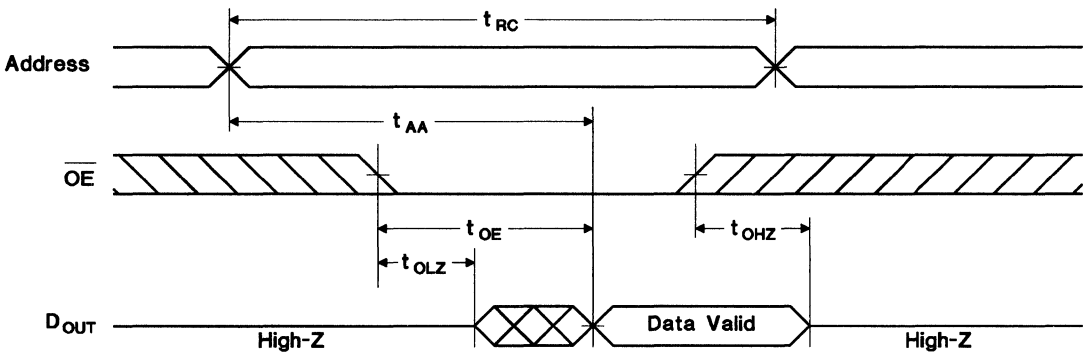 t RC
Address
t AA
OE
t OE
t OHZ
t OLZ
DOUT
Data Valid
High-Z
High-Z